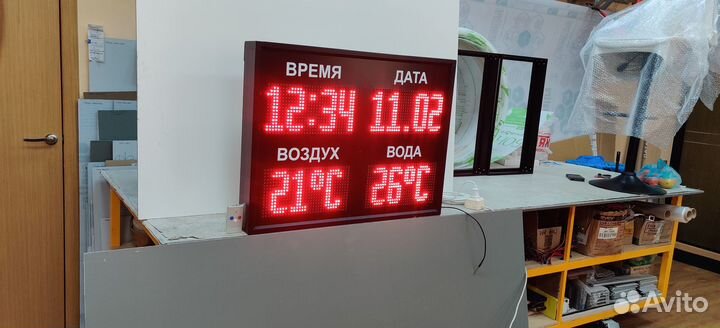 ВРЕМЯ ДАТА
12:34 11.02
ВОЗДУХ ВОДА
21°C 26°C
Avito